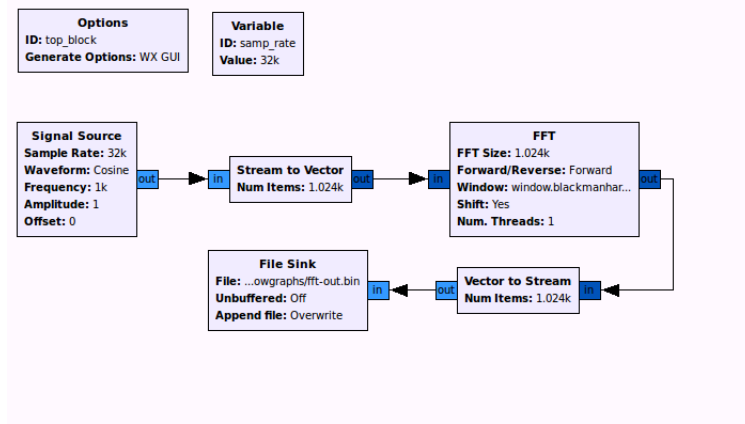 Options
ID: top_block
Generate Options: WX GUI
Variable
ID: samp_rate
Value: 32k
Signal Source
Sample Rate: 32k
Waveform: Cosine
Frequency: 1k
Amplitude: 1
Offset: 0
out
in
Stream to Vector
Num Items: 1.024k
out
in
FFT
FFT Size: 1.024k
Forward/Reverse: Forward
Window: window.blackmanhar...
Shift: Yes
Num. Threads: 1
out
File Sink
File: ...owgraphs/fft-out.bin
Unbuffered: Off
Append file: Overwrite
in
out
Vector to Stream
Num Items: 1.024k
in